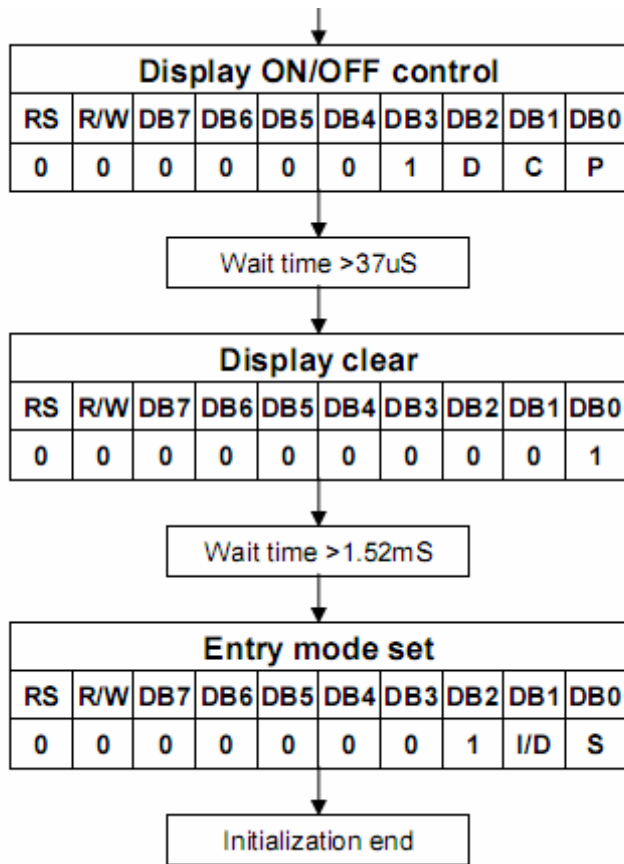 Display ON/OFF control
RS R/W DB7 DB6 DB5 DB4 DB3 DB2 DB1 DB0
0 0 0 0 0 0 1 D C P
Wait time >37uS
Display clear
RS R/W DB7 DB6 DB5 DB4 DB3 DB2 DB1 DB0
0 0 0 0 0 0 0 0 0 1
Wait time >1.52mS
Entry mode set
RS R/W DB7 DB6 DB5 DB4 DB3 DB2 DB1 DB0
0 0 0 0 0 0 0 1 I/D S
Initialization end